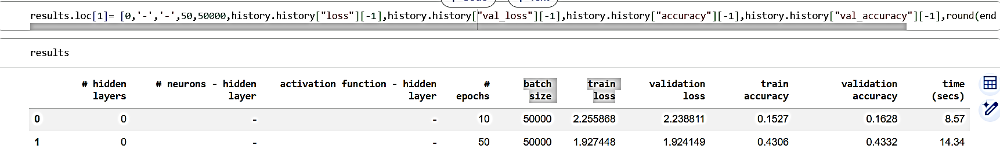 results.loc[1]= [0,'-','-',50,50000,history.history["loss"][-1],history.history["val_loss"][-1],history.history["accuracy"][-1],history.history["val_accuracy"][-1],round(end
results
# hidden layers # neurons - hidden layer activation function - hidden layer # epochs batch size train loss validation loss train accuracy validation accuracy time (secs)
0 0 - - 10 50000 2.255868 2.238811 0.1527 0.1628 8.57
1 0 - - 50 50000 1.927448 1.924149 0.4306 0.4332 14.34